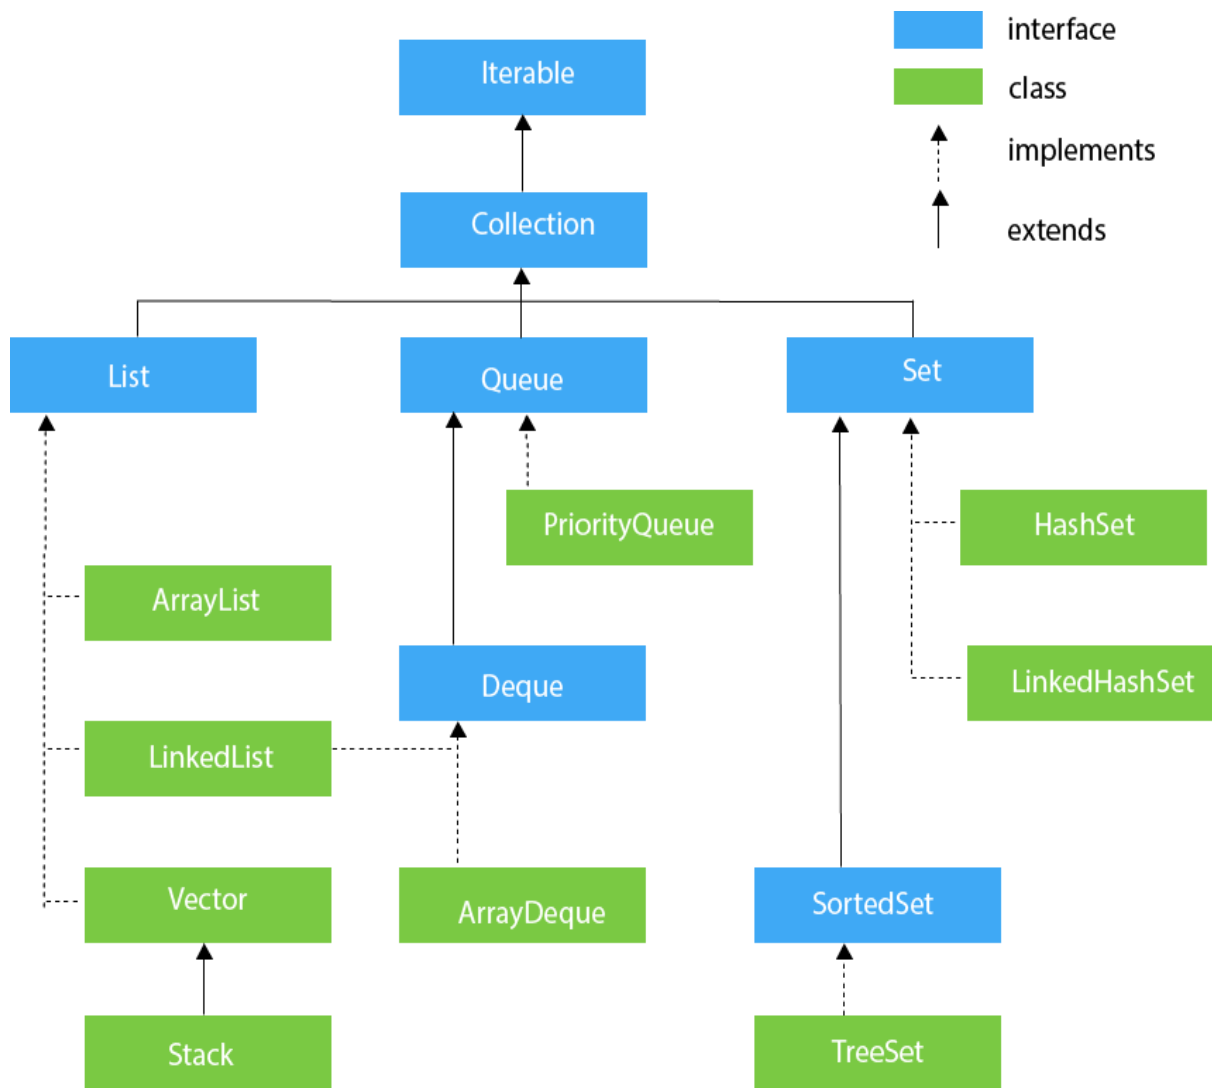 interface
Iterable
class
implements
Collection
extends
List
Queue
Set
PriorityQueue
HashSet
ArrayList
Deque
LinkedHashSet
LinkedList
Vector
ArrayDeque
SortedSet
Stack
TreeSet